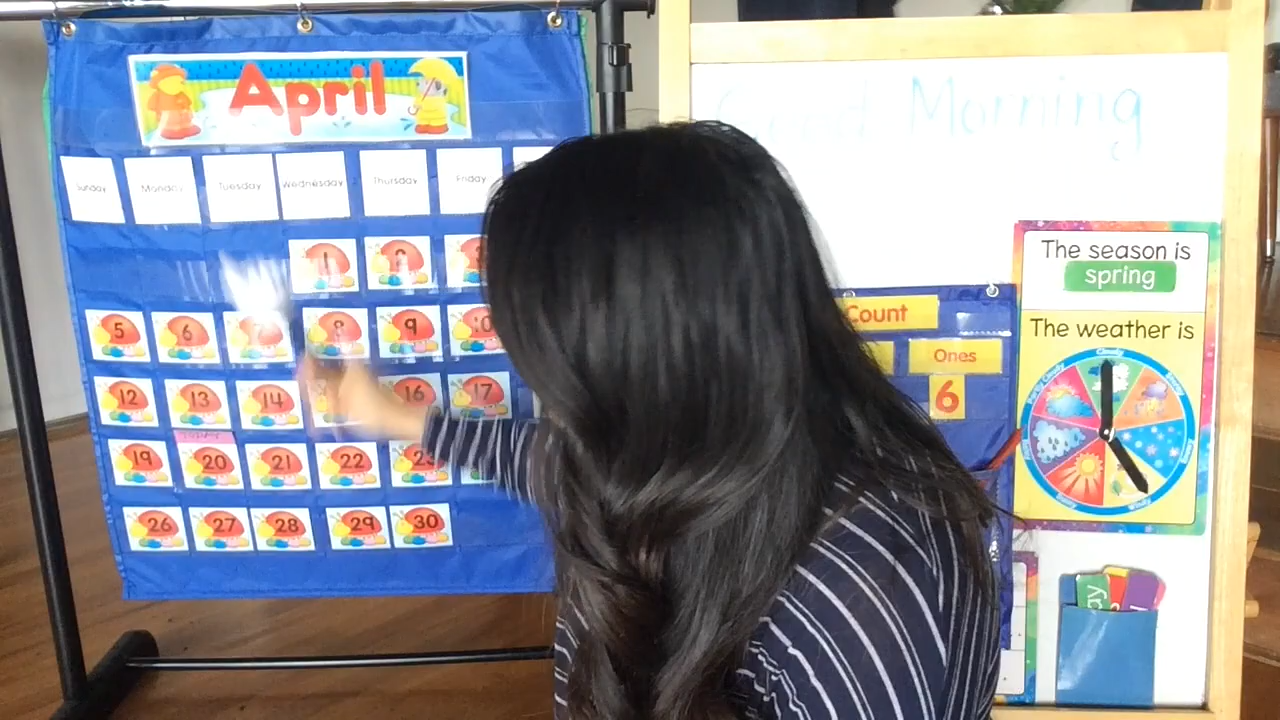 April
Sunday Monday Tuesday Wednesday Thursday Friday
1 2
5 6 7 8 9 10
12 13 14 16 17
TODAY
19 20 21 22 23
26 27 28 29 30
Good Morning
The season is
spring
The weather is
Cloudy
Count
Ones
6